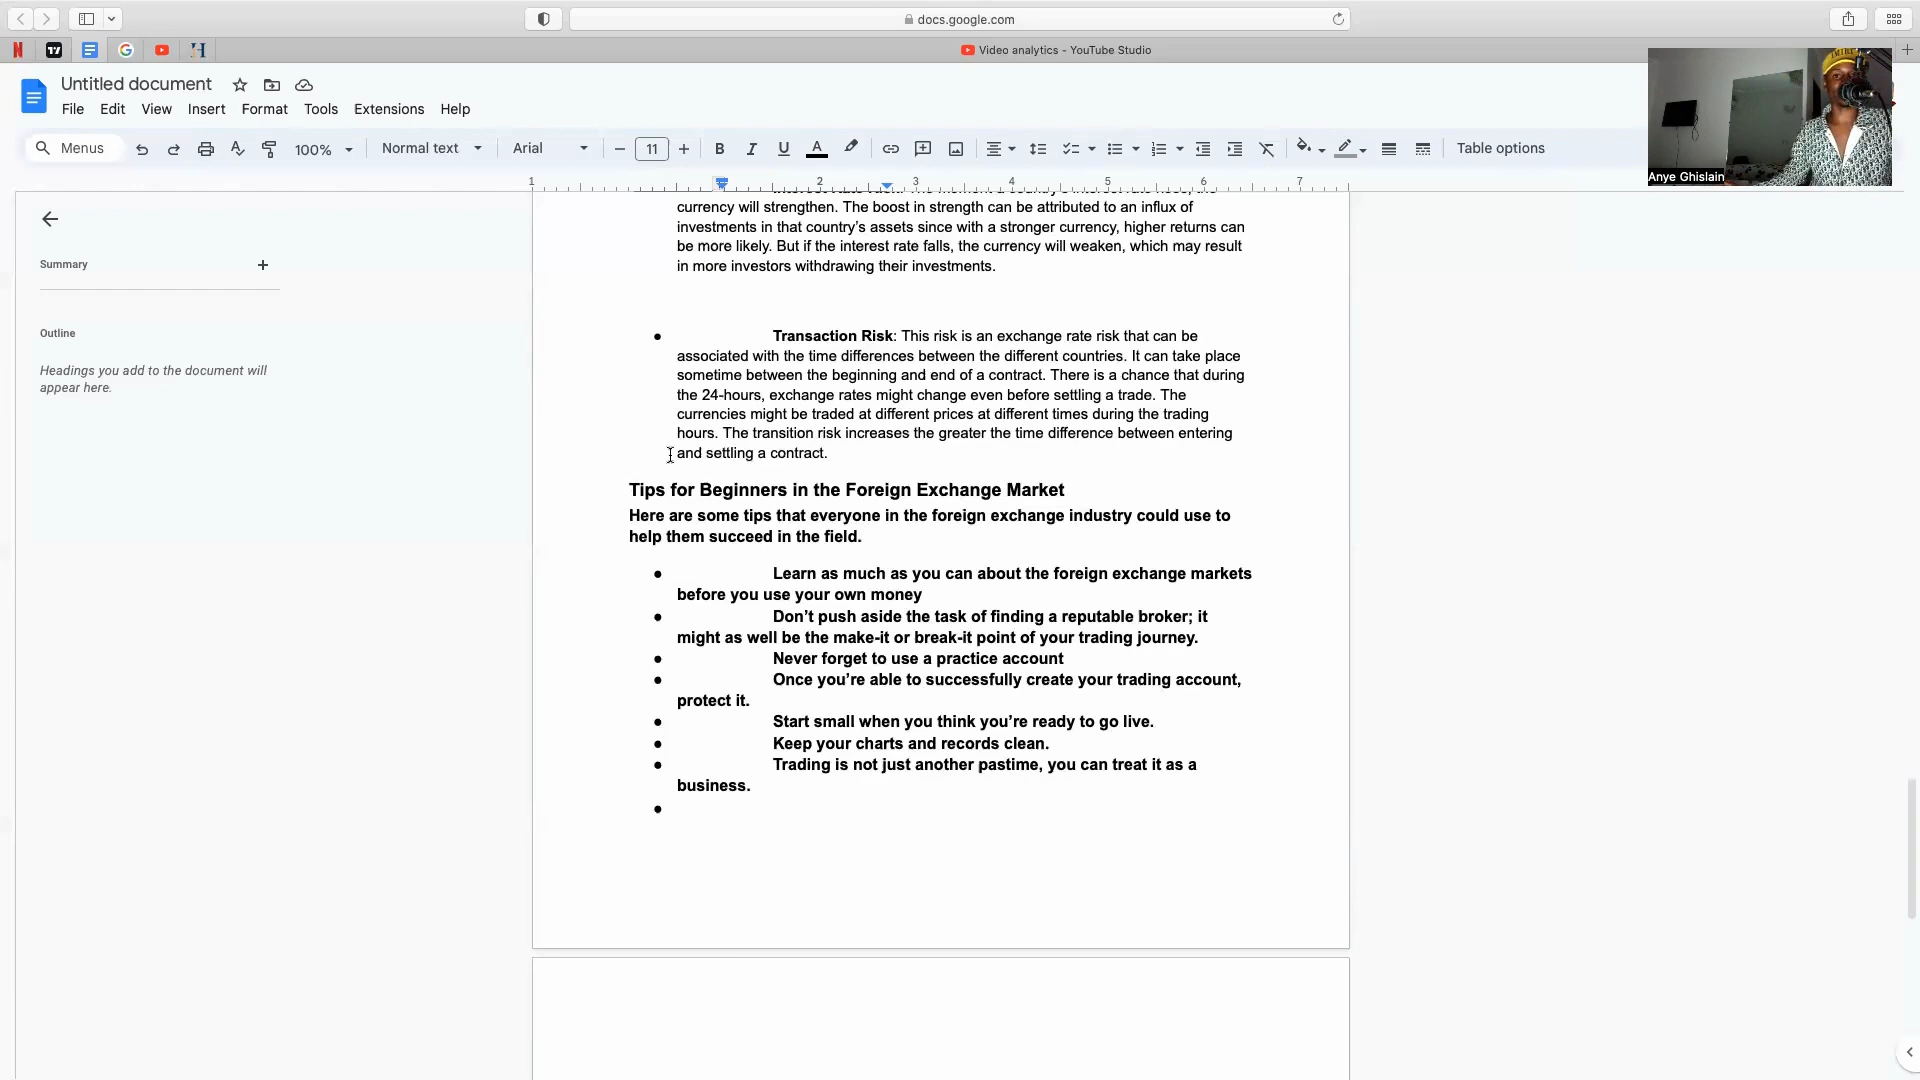 docs.google.com
Video analytics - YouTube Studio
Untitled document
File Edit View Insert Format Tools Extensions Help
Menus 100% Normal text Arial 11 B I U A Table options
Anye Ghislain
1 2 3 4 5 6 7
Summary
Outline
Headings you add to the document will
appear here.
currency will strengthen. The boost in strength can be attributed to an influx of
investments in that country’s assets since with a stronger currency, higher returns can
be more likely. But if the interest rate falls, the currency will weaken, which may result
in more investors withdrawing their investments.
● Transaction Risk: This risk is an exchange rate risk that can be
associated with the time differences between the different countries. It can take place
sometime between the beginning and end of a contract. There is a chance that during
the 24-hours, exchange rates might change even before settling a trade. The
currencies might be traded at different prices at different times during the trading
hours. The transition risk increases the greater the time difference between entering
and settling a contract.
Tips for Beginners in the Foreign Exchange Market
Here are some tips that everyone in the foreign exchange industry could use to
help them succeed in the field.
● Learn as much as you can about the foreign exchange markets
before you use your own money
● Don’t push aside the task of finding a reputable broker; it
might as well be the make-it or break-it point of your trading journey.
● Never forget to use a practice account
● Once you’re able to successfully create your trading account,
protect it.
● Start small when you think you’re ready to go live.
● Keep your charts and records clean.
● Trading is not just another pastime, you can treat it as a
business.
●